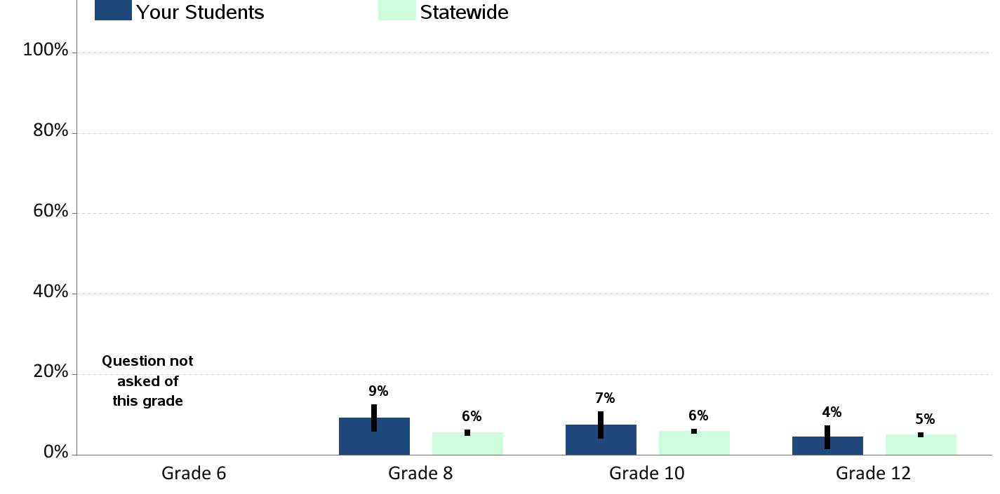 Your Students Statewide
100%
80%
60%
40%
20%
0%
Question not
asked of
this grade
9%
6%
7%
6%
4%
5%
Grade 6 Grade 8 Grade 10 Grade 12